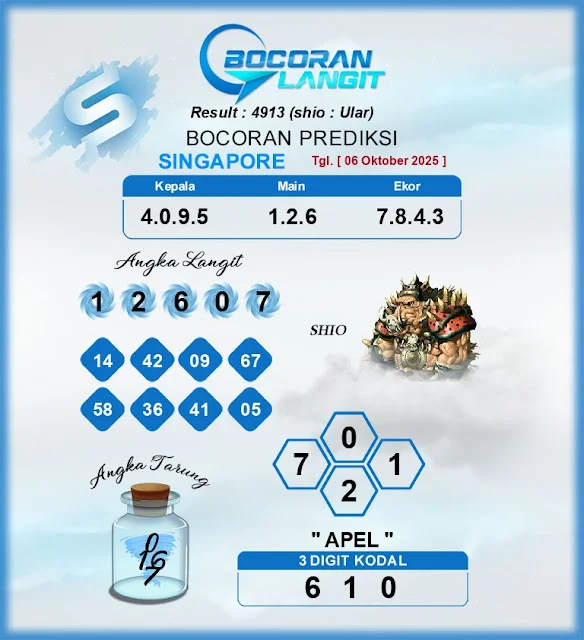 BOCORAN
LANGIT
Result : 4913 (shio : Ular)
BOCORAN PREDIKSI
SINGAPORE Tgl. [ 06 Oktober 2025 ]
Kepala Main Ekor
4.0.9.5 1.2.6 7.8.4.3
Angka Langit
1 2 6 0 7
SHIO
14 42 09 67
58 36 41 05
0
7 1
2
Angka Tarung
" APEL "
3 DIGIT KODAL
6 1 0